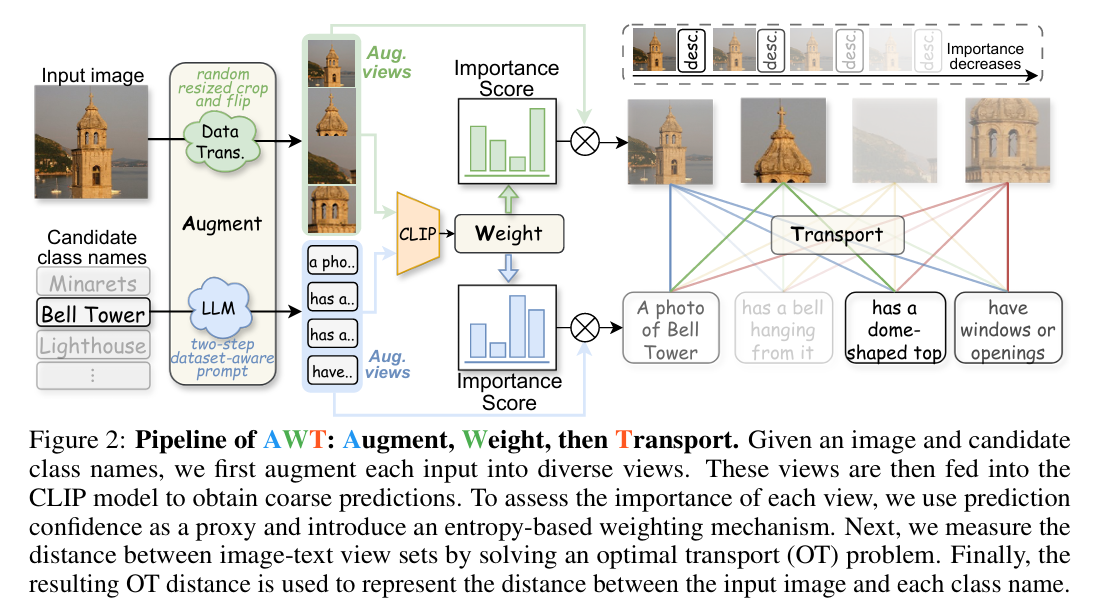 Input image
random
resized crop
and flip
Data
Trans.
Augment
Candidate
class names
Minarets
Bell Tower
Lighthouse
⋮
LLM
two-step
dataset-aware
prompt
Aug.
views
a pho..
has a..
has a..
have..
Aug.
views
CLIP
Importance
Score
Weight
Importance
Score
desc.
desc.
desc.
desc.
Importance
decreases
Transport
A photo
of Bell
Tower
has a bell
hanging
from it
has a
dome-
shaped top
have
windows or
openings
Figure 2: Pipeline of AWT: Augment, Weight, then Transport. Given an image and candidate
class names, we first augment each input into diverse views. These views are then fed into the
CLIP model to obtain coarse predictions. To assess the importance of each view, we use prediction
confidence as a proxy and introduce an entropy-based weighting mechanism. Next, we measure the
distance between image-text view sets by solving an optimal transport (OT) problem. Finally, the
resulting OT distance is used to represent the distance between the input image and each class name.